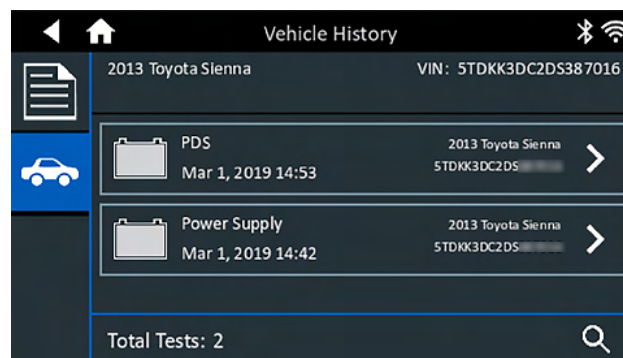 Vehicle History
2013 Toyota Sienna VIN: 5TDKK3DC2DS387016
PDS 2013 Toyota Sienna
Mar 1, 2019 14:53 5TDKK3DC2DS
Power Supply 2013 Toyota Sienna
Mar 1, 2019 14:42 5TDKK3DC2DS
Total Tests: 2